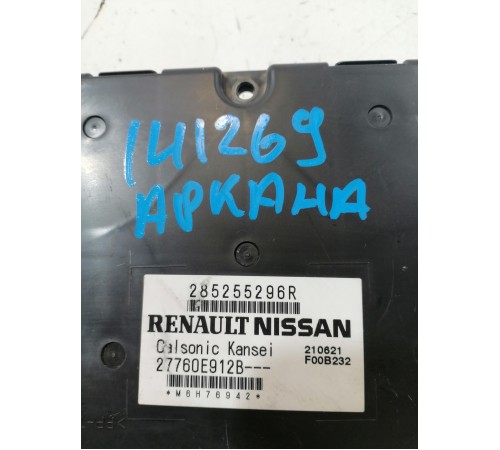 141269
АРКАНА
285255296R
RENAULT NISSAN
Calsonic Kansei 210621
27760E912B--- F00B232
*M6H76942*